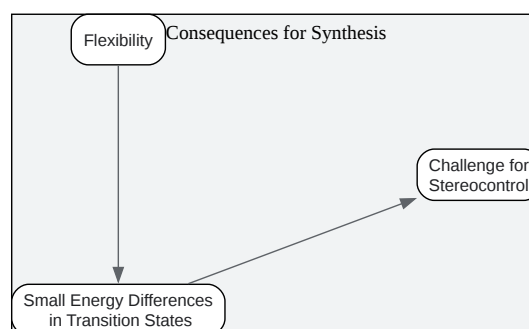 Consequences for Synthesis
Flexibility
Challenge for
Stereocontrol
Small Energy Differences
in Transition States